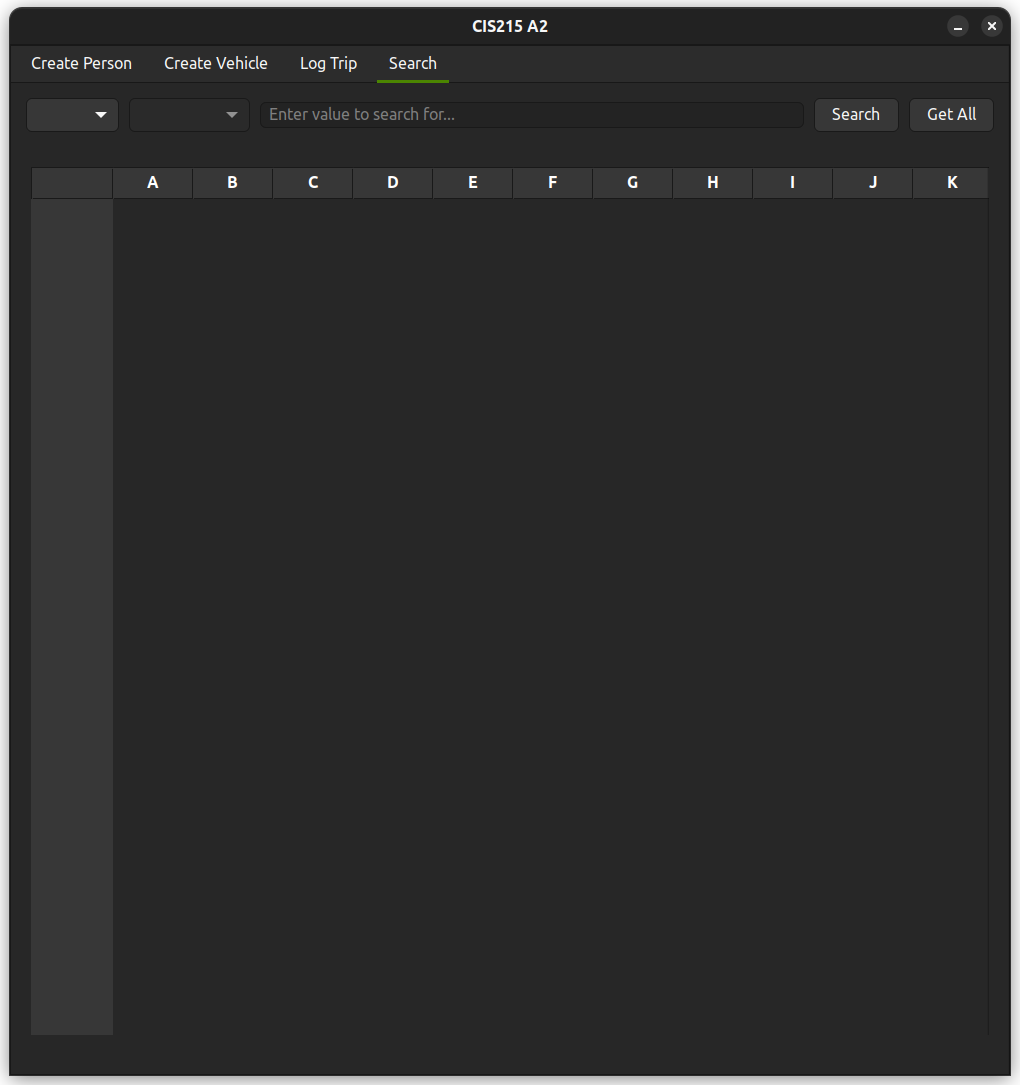 CIS215 A2
Create Person Create Vehicle Log Trip Search
Enter value to search for... Search Get All
A B C D E F G H I J K